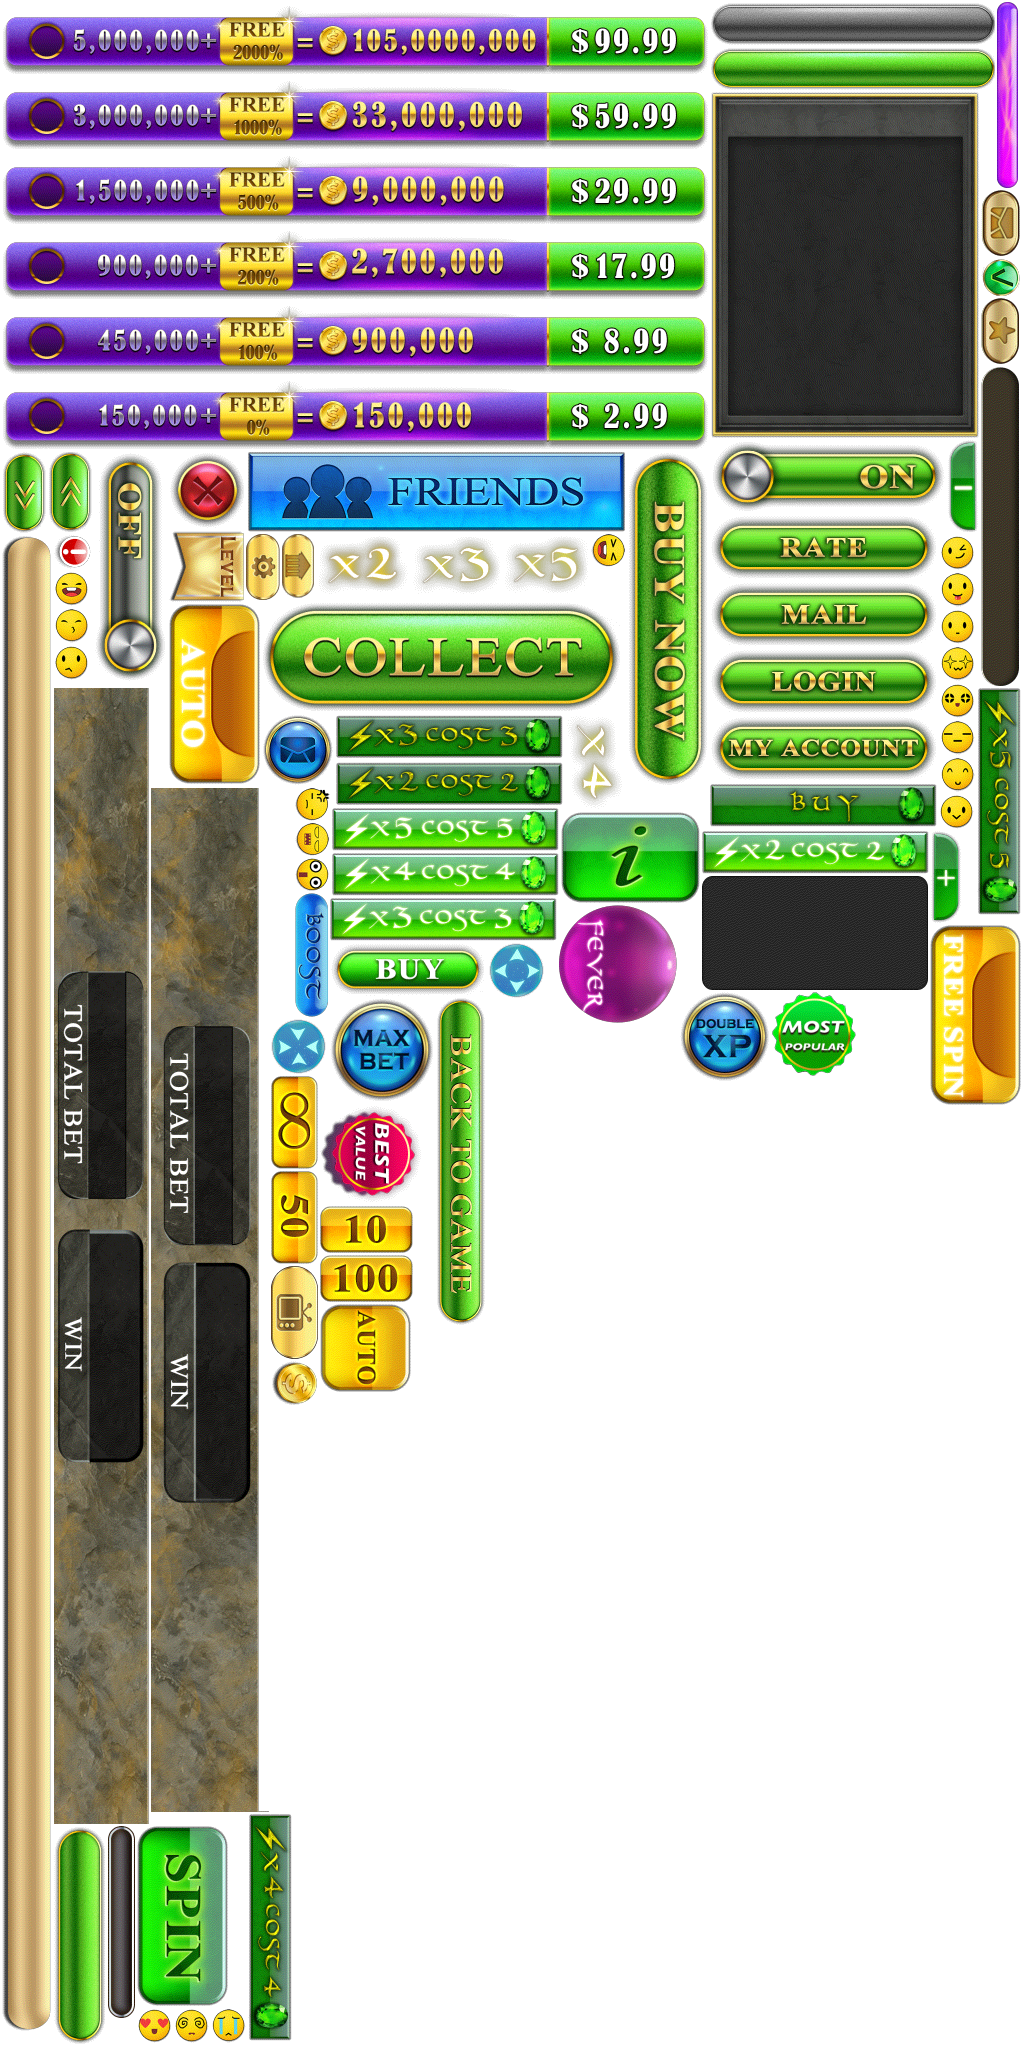 5,000,000+ FREE 2000% = 105,0000,000 $99.99
3,000,000+ FREE 1000% = 33,000,000 $59.99
1,500,000+ FREE 500% = 9,000,000 $29.99
900,000+ FREE 200% = 2,700,000 $17.99
450,000+ FREE 100% = 900,000 $ 8.99
150,000+ FREE 0% = 150,000 $ 2.99
OFF
FRIENDS
BUY NOW
ON
-
LEVEL
x2
x3
x5
RATE
MAIL
LOGIN
MY ACCOUNT
AUTO
COLLECT
x3 cost 3
x4
x2 cost 2
BUY
x5 cost 5
x5 cost 5
i
x2 cost 2
+
x4 cost 4
x3 cost 3
BOOST
FEVER
FREE SPIN
BUY
TOTAL BET
TOTAL BET
MAX BET
BACK TO GAME
DOUBLE XP
MOST POPULAR
∞
BEST VALUE
50
10
100
WIN
WIN
AUTO
SPIN
x4 cost 4